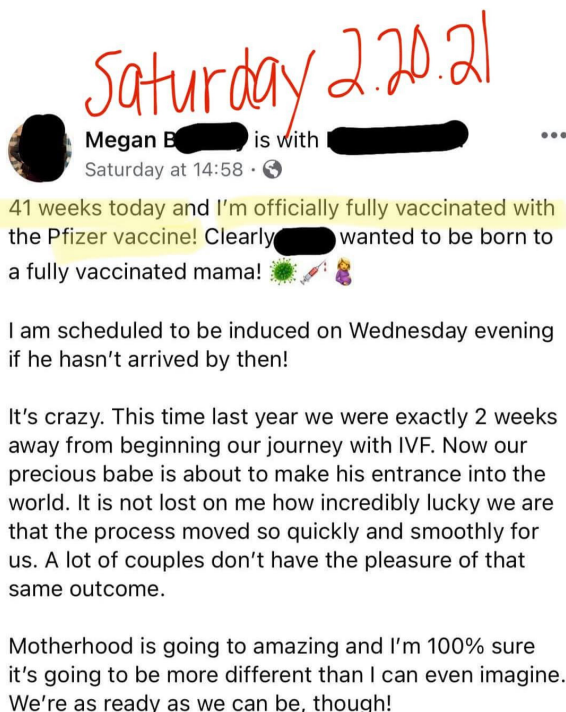 Saturday 2.20.21
Megan B is with
Saturday at 14:58 ·
41 weeks today and I'm officially fully vaccinated with
the Pfizer vaccine! Clearly wanted to be born to
a fully vaccinated mama! 🦠💉🤰
I am scheduled to be induced on Wednesday evening
if he hasn't arrived by then!
It's crazy. This time last year we were exactly 2 weeks
away from beginning our journey with IVF. Now our
precious babe is about to make his entrance into the
world. It is not lost on me how incredibly lucky we are
that the process moved so quickly and smoothly for
us. A lot of couples don't have the pleasure of that
same outcome.
Motherhood is going to amazing and I'm 100% sure
it's going to be more different than I can even imagine.
We're as ready as we can be, though!